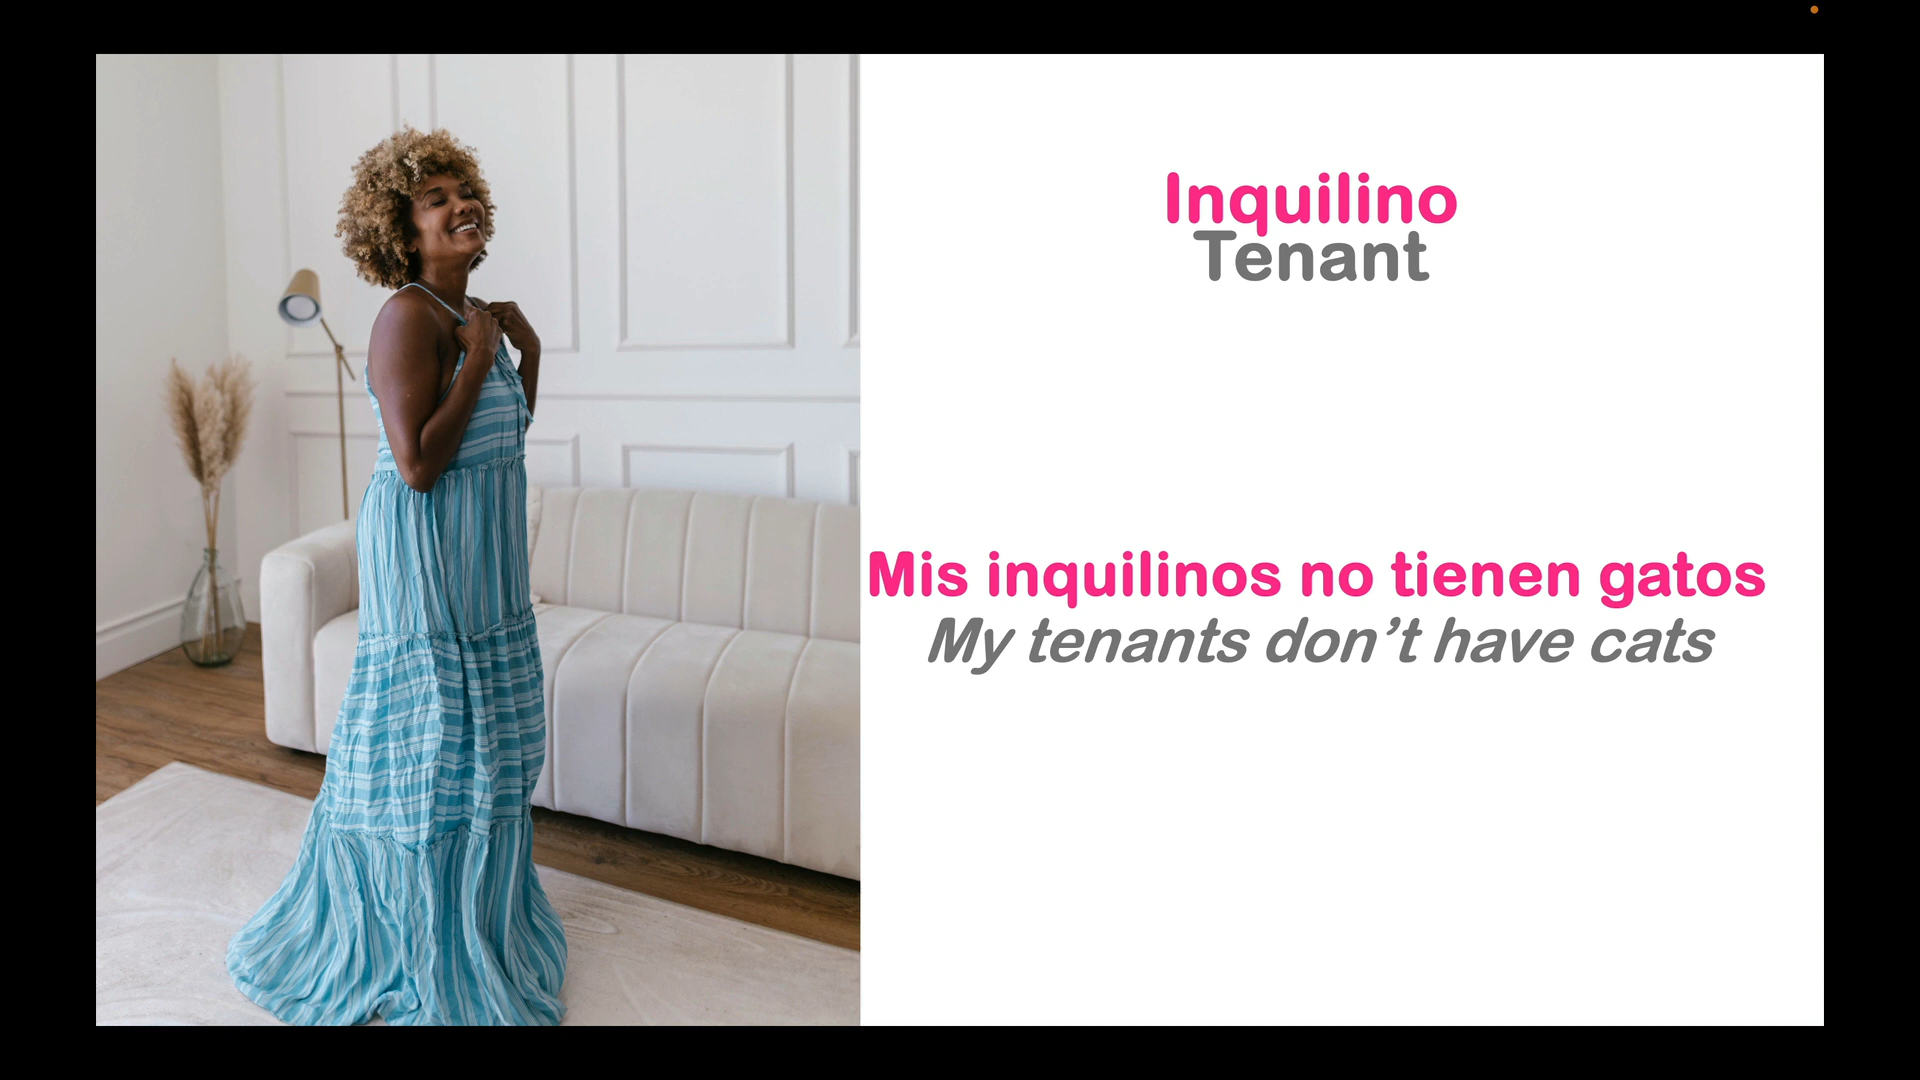 Inquilino
Tenant
Mis inquilinos no tienen gatos
My tenants don’t have cats